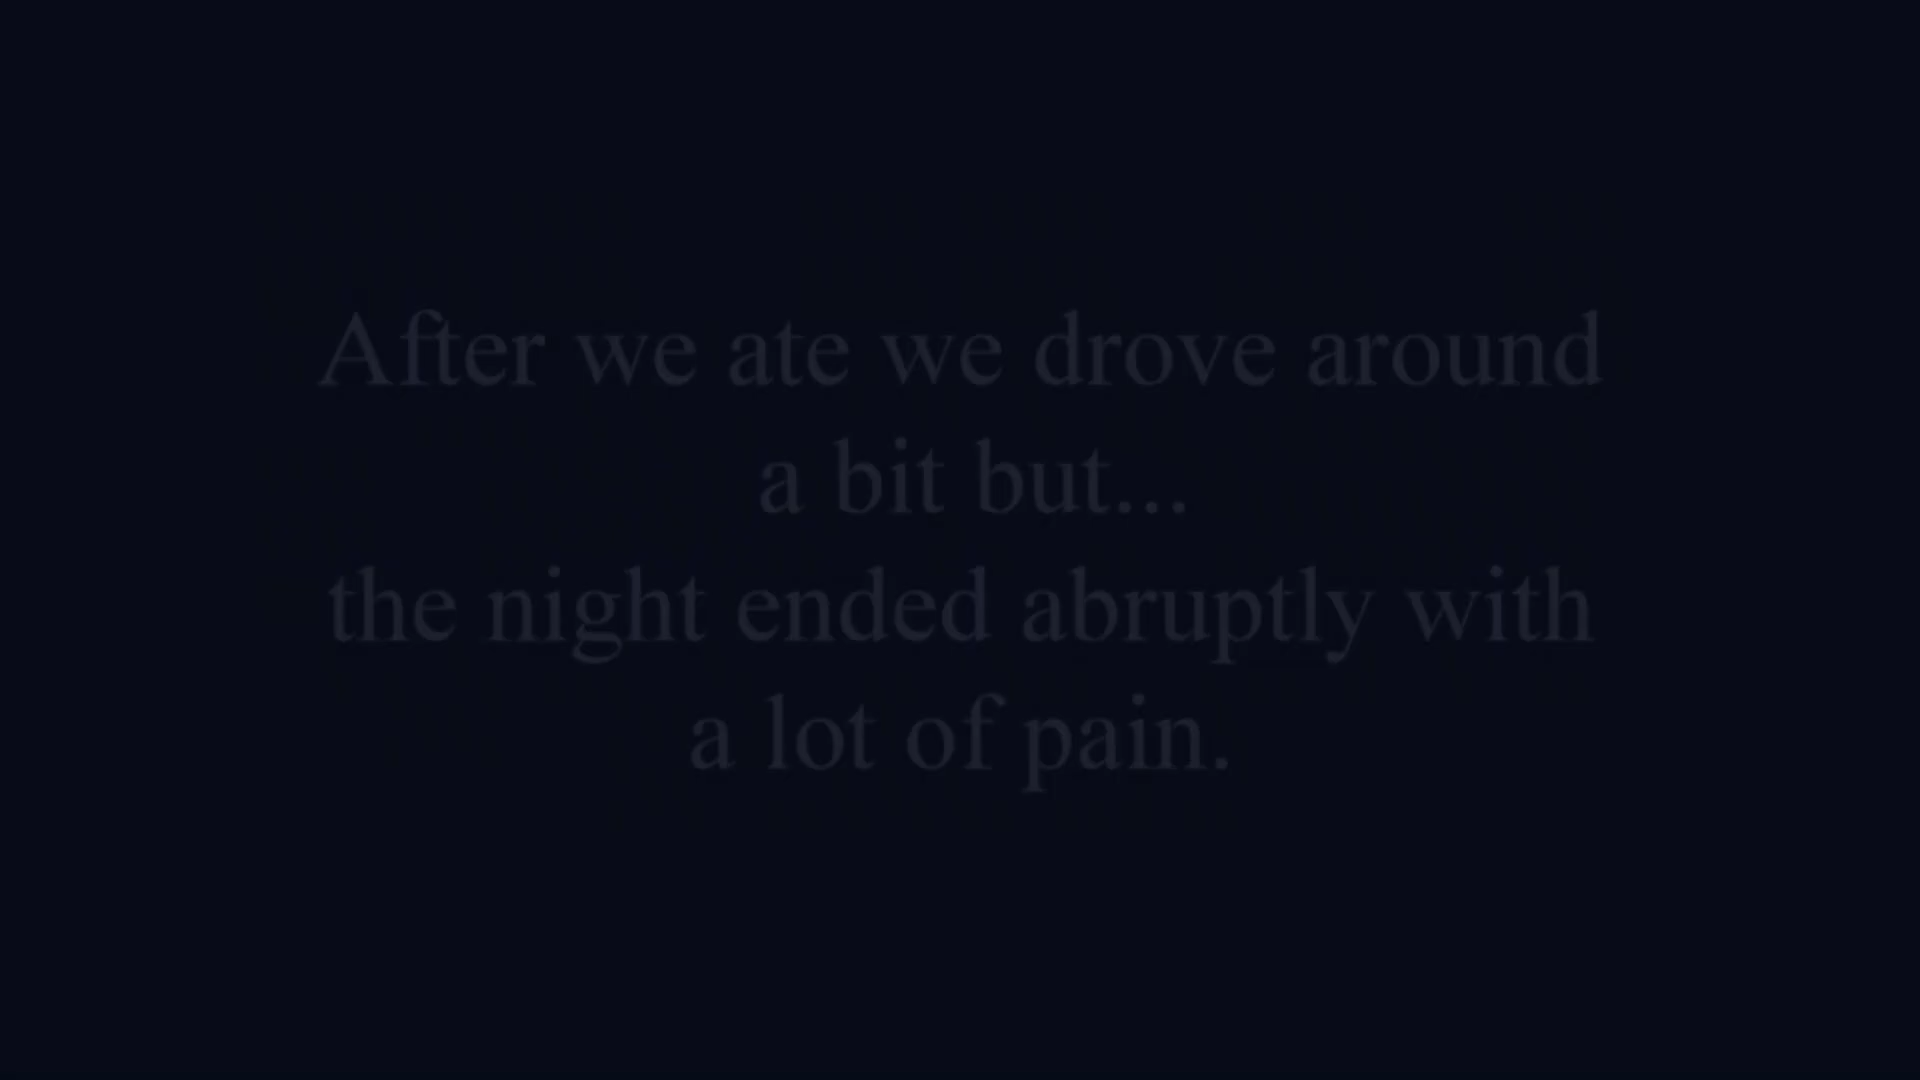 After we ate we drove around
a bit but...
the night ended abruptly with
a lot of pain.